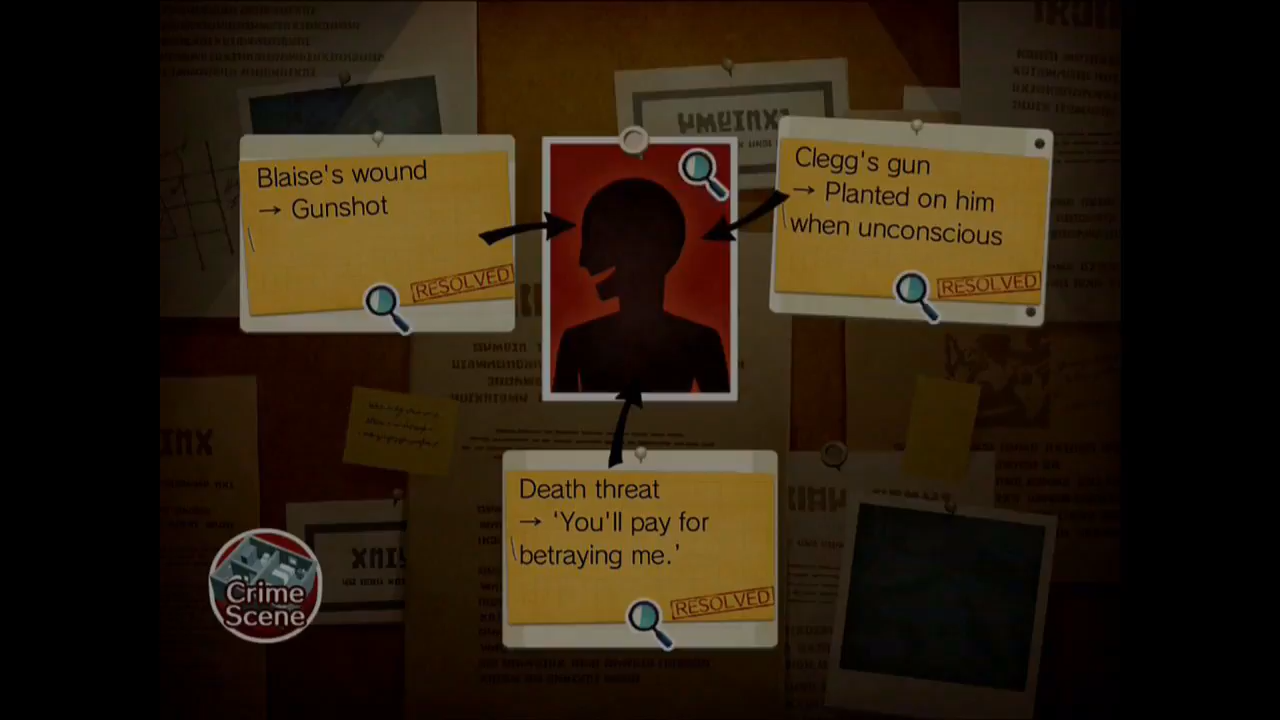 Blaise's wound
→ Gunshot
RESOLVED
Clegg's gun
→ Planted on him
when unconscious
RESOLVED
Death threat
→ ‘You'll pay for
betraying me.’
RESOLVED
Crime
Scene